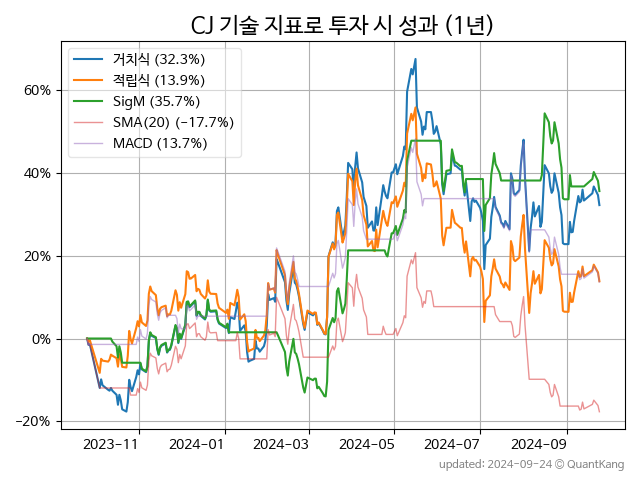 CJ 기술 지표로 투자 시 성과 (1년)
거치식 (32.3%)
적립식 (13.9%)
SigM (35.7%)
SMA(20) (−17.7%)
MACD (13.7%)
60%
40%
20%
0%
−20%
2023-11
2024-01
2024-03
2024-05
2024-07
2024-09
updated: 2024-09-24 © QuantKang